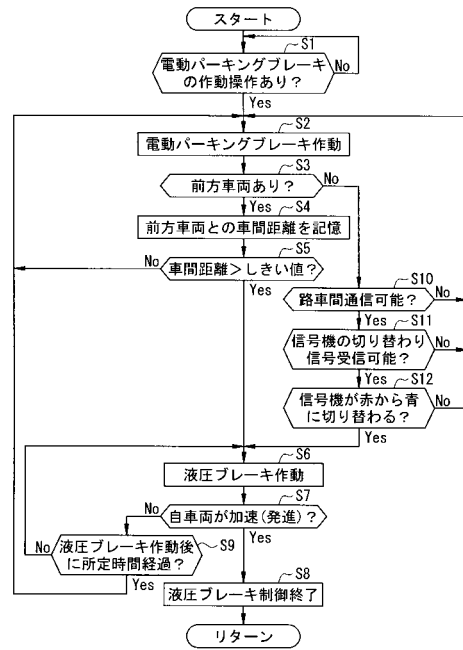 スタート
S1
電動パーキングブレーキ
の作動操作あり?
No
Yes
S2
電動パーキングブレーキ作動
S3
前方車両あり?
No
Yes
S4
前方車両との車間距離を記憶
S5
車間距離>しきい値?
No
Yes
S10
路車間通信可能?
No
Yes
S11
信号機の切り替わり
信号受信可能?
No
Yes
S12
信号機が赤から青
に切り替わる?
No
Yes
S6
液圧ブレーキ作動
S7
自車両が加速(発進)?
No
Yes
S9
液圧ブレーキ作動後
に所定時間経過?
No
Yes
S8
液圧ブレーキ制御終了
リターン